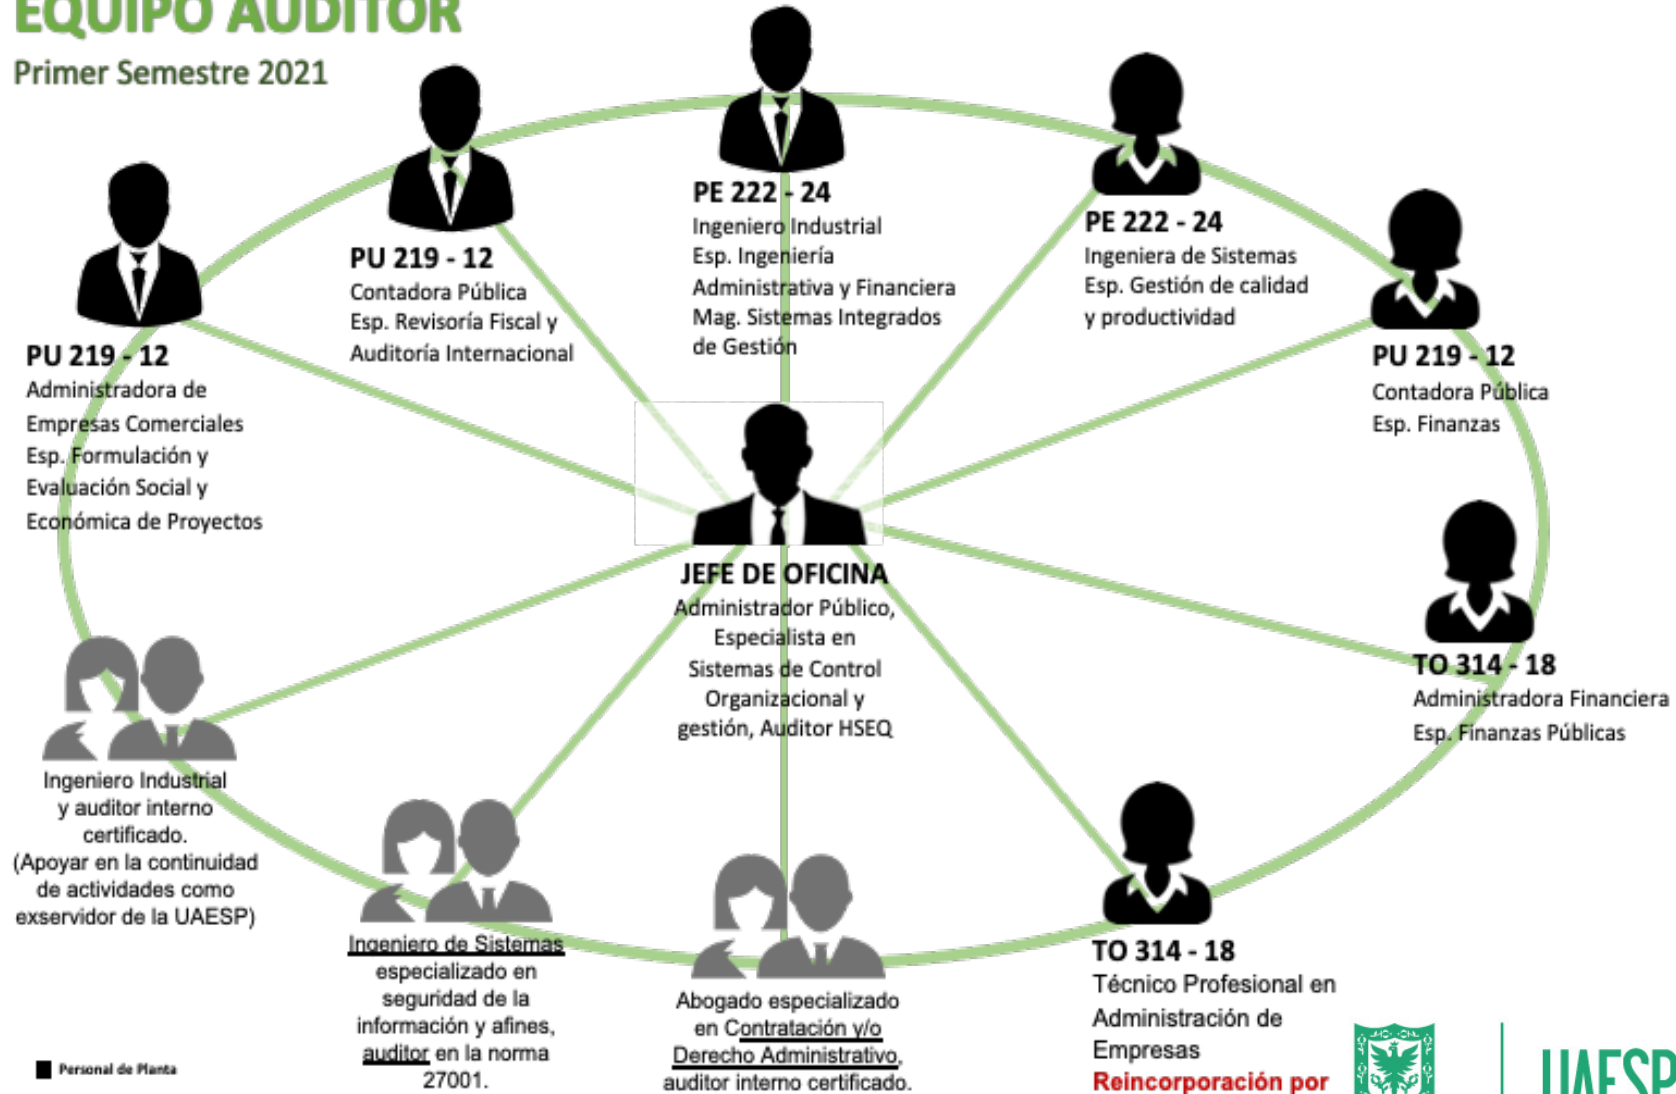 EQUIPO AUDITOR
Primer Semestre 2021
PU 219 - 12
Administradora de
Empresas Comerciales
Esp. Formulación y
Evaluación Social y
Económica de Proyectos
PU 219 - 12
Contadora Pública
Esp. Revisoría Fiscal y
Auditoría Internacional
PE 222 - 24
Ingeniero Industrial
Esp. Ingeniería
Administrativa y Financiera
Mag. Sistemas Integrados
de Gestión
PE 222 - 24
Ingeniera de Sistemas
Esp. Gestión de calidad
y productividad
PU 219 - 12
Contadora Pública
Esp. Finanzas
JEFE DE OFICINA
Administrador Público,
Especialista en
Sistemas de Control
Organizacional y
gestión, Auditor HSEQ
TO 314 - 18
Administradora Financiera
Esp. Finanzas Públicas
Ingeniero Industrial
y auditor interno
certificado.
(Apoyar en la continuidad
de actividades como
exservidor de la UAESP)
Ingeniero de Sistemas
especializado en
seguridad de la
información y afines,
auditor en la norma
27001.
Abogado especializado
en Contratación y/o
Derecho Administrativo,
auditor interno certificado.
TO 314 - 18
Técnico Profesional en
Administración de
Empresas
Reincorporación por
Personal de Planta
UAESP